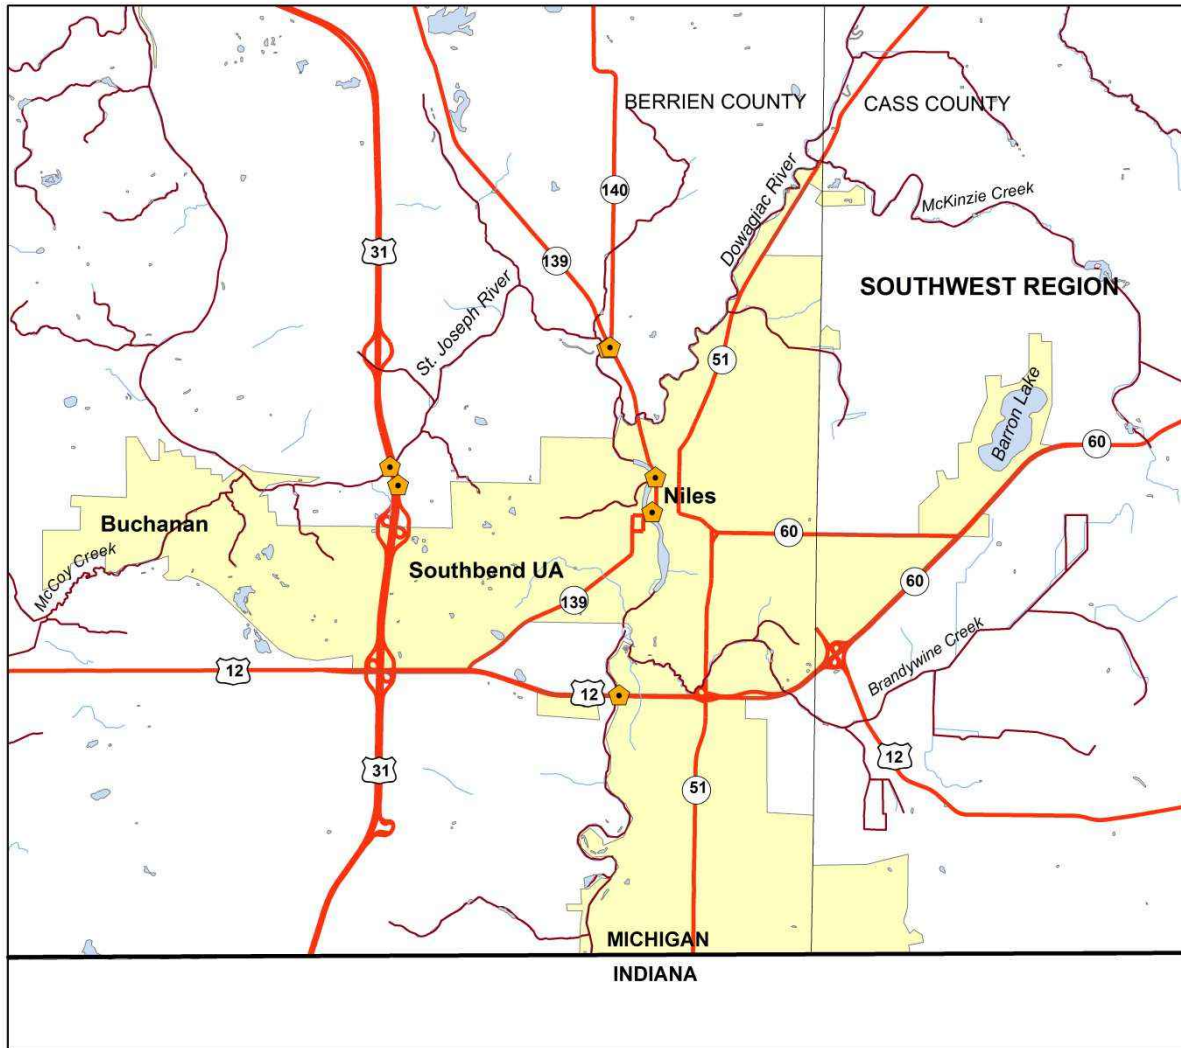 BERRIEN COUNTY
CASS COUNTY
140
Dowagiac River
McKinzie Creek
31
139
SOUTHWEST REGION
St. Joseph River
51
Barron Lake
60
Niles
Buchanan
60
McCoy Creek
Southbend UA
60
139
Brandywine Creek
12
12
12
31
51
MICHIGAN
INDIANA